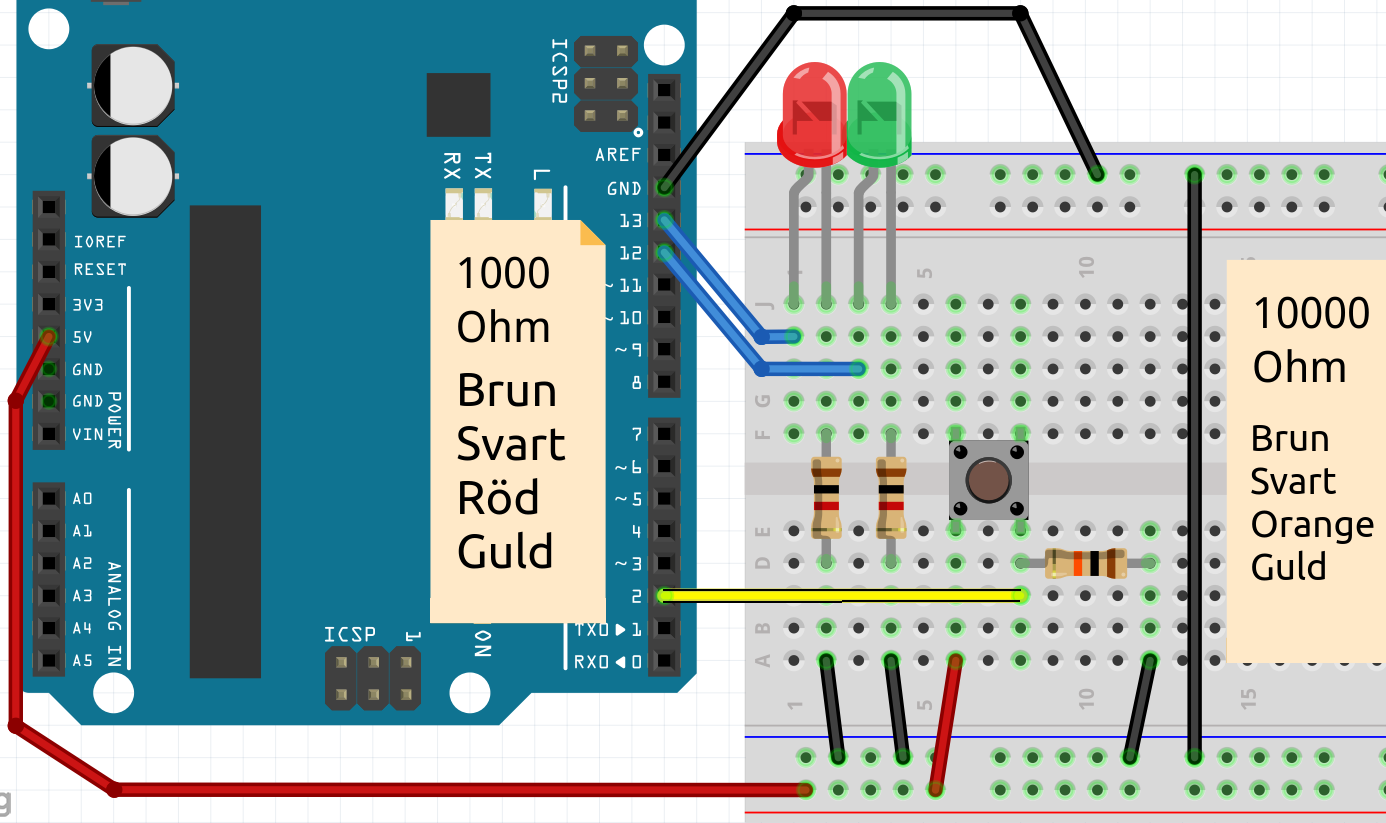 ICSP2
AREF
GND
13
12
~11
~10
~9
8
7
~6
~5
4
~3
2
TX0▶1
RX0◀0
RX
TX
L
IOREF
RESET
3V3
5V
GND
GND
VIN
POWER
A0
A1
A2
A3
A4
A5
ANALOG IN
ICSP
1
ON
1000
Ohm
Brun
Svart
Röd
Guld
1
5
10
J
G
F
E
D
B
A
1
5
10
15
10000
Ohm
Brun
Svart
Orange
Guld
g